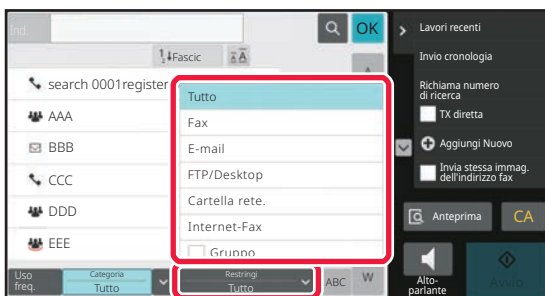 Ind.
OK
Fascic
search 0001register
AAA
BBB
CCC
DDD
EEE
Tutto
Fax
E-mail
FTP/Desktop
Cartella rete.
Internet-Fax
Gruppo
Uso
freq.
Categoria
Tutto
Restringi
Tutto
ABC
W
Lavori recenti
Invio cronologia
Richiama numero
di ricerca
TX diretta
Aggiungi Nuovo
Invia stessa immag.
dell'indirizzo fax
Anteprima
CA
Alto-
parlante
Avvio